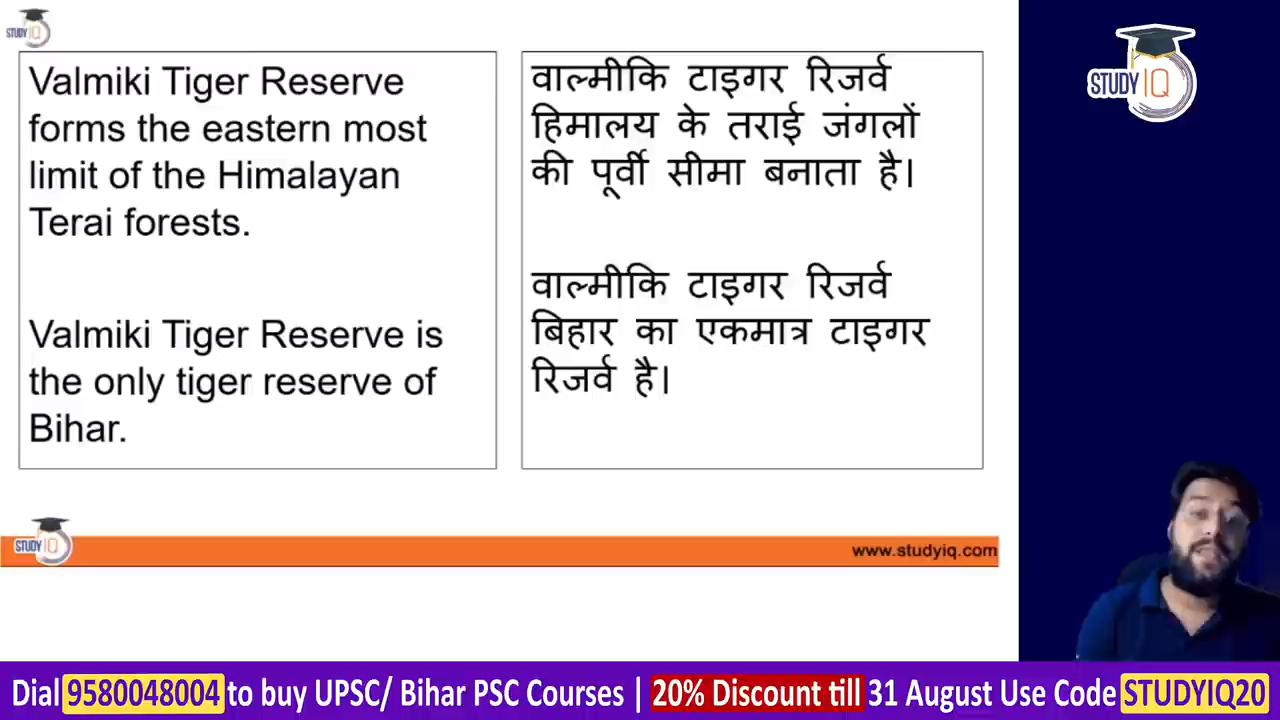 STUDY IQ
Valmiki Tiger Reserve
forms the eastern most
limit of the Himalayan
Terai forests.
Valmiki Tiger Reserve is
the only tiger reserve of
Bihar.
वाल्मीकि टाइगर रिजर्व
हिमालय के तराई जंगलों
की पूर्वी सीमा बनाता है।
वाल्मीकि टाइगर रिजर्व
बिहार का एकमात्र टाइगर
रिजर्व है।
STUDY IQ
STUDY IQ
www.studyiq.com
Dial 9580048004 to buy UPSC/ Bihar PSC Courses | 20% Discount till 31 August Use Code STUDYIQ20